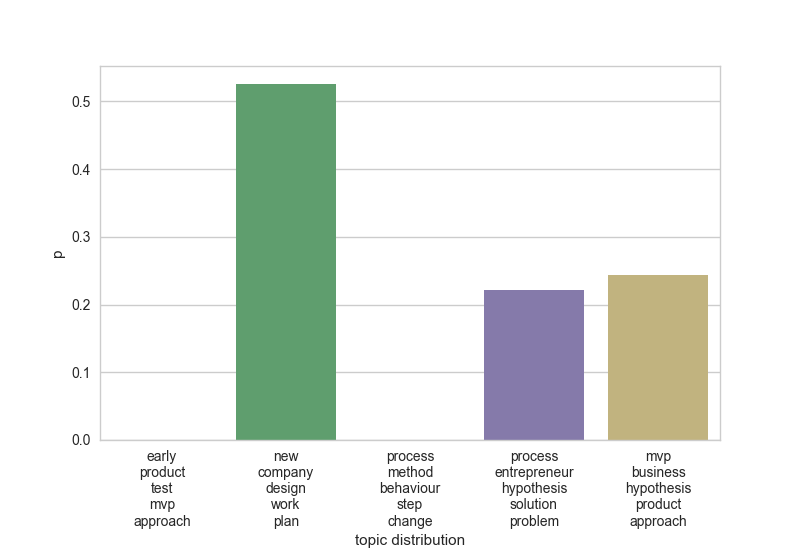 0.5
0.4
0.3
0.2
0.1
0.0
p
early
product
test
mvp
approach
new
company
design
work
plan
process
method
behaviour
step
change
process
entrepreneur
hypothesis
solution
problem
mvp
business
hypothesis
product
approach
topic distribution